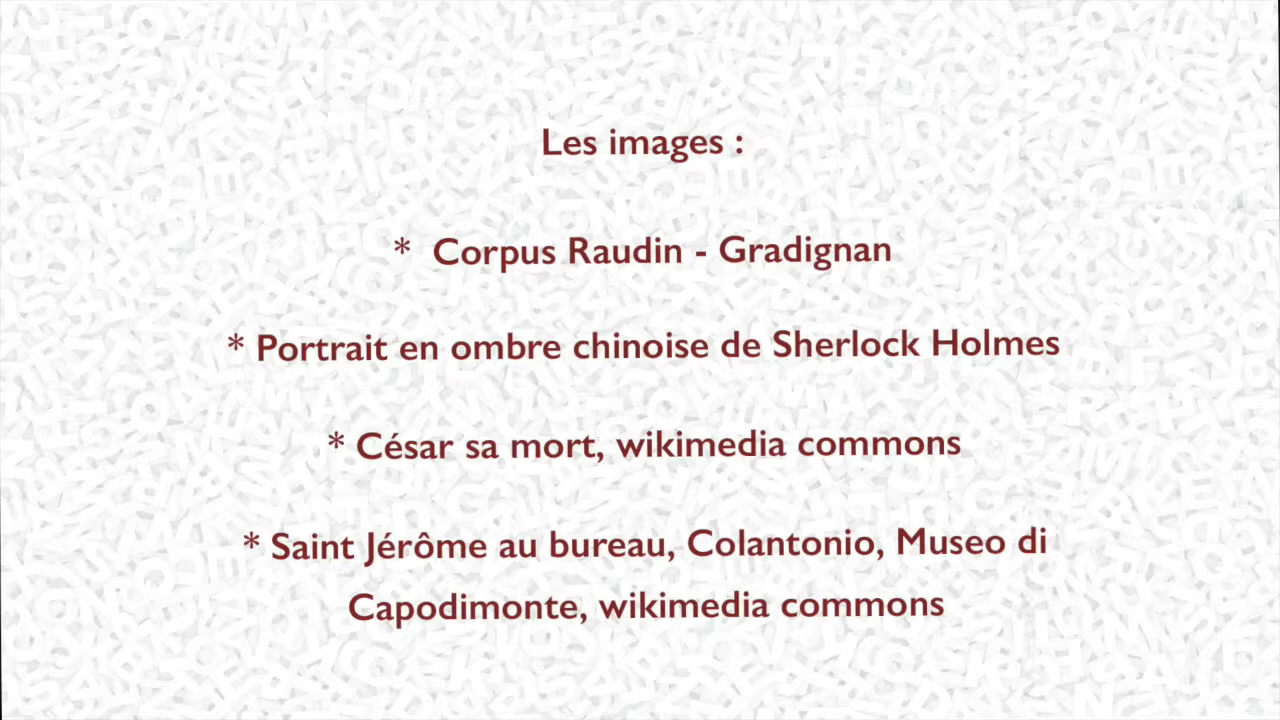 Les images :
* Corpus Raudin - Gradignan
* Portrait en ombre chinoise de Sherlock Holmes
* César sa mort, wikimedia commons
* Saint Jérôme au bureau, Colantonio, Museo di
Capodimonte, wikimedia commons